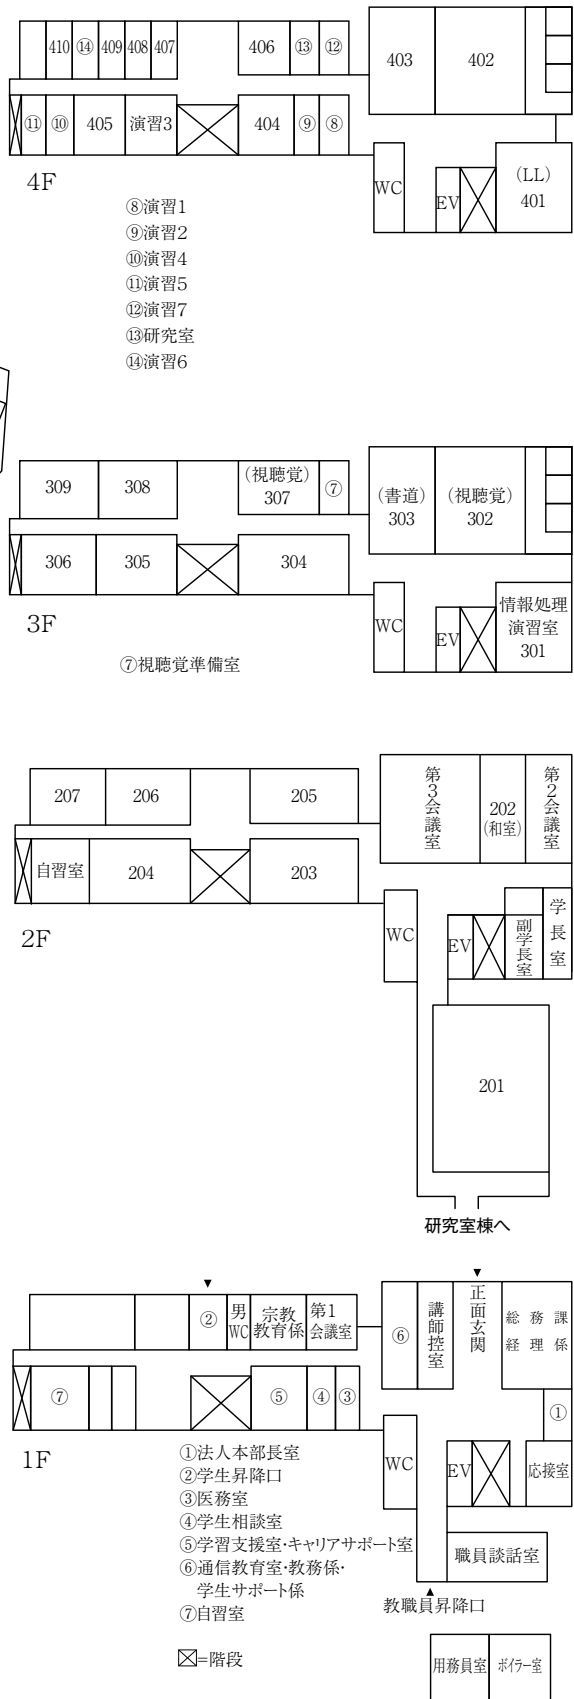 410
⑭
409
408
407
406
⑬
⑫
403
402
⑪
⑩
405
演習3
404
⑨
⑧
4F
WC
EV
(LL)
401
⑧演習1
⑨演習2
⑩演習4
⑪演習5
⑫演習7
⑬研究室
⑭演習6
309
308
(視聴覚)
307
⑦
(書道)
303
(視聴覚)
302
306
305
304
3F
WC
EV
情報処理
演習室
301
⑦視聴覚準備室
207
206
205
第3会議室
202
(和室)
第2会議室
自習室
204
203
2F
WC
EV
副学長室
学長室
201
研究室棟へ
②
男
WC
宗教
教育係
第1
会議室
⑥
講師控室
正面玄関
総務課
経理係
⑦
⑤
④
③
①
1F
WC
EV
応接室
①法人本部長室
②学生昇降口
③医務室
④学生相談室
⑤学習支援室・キャリアサポート室
⑥通信教育室・教務係・
学生サポート係
⑦自習室
職員談話室
教職員昇降口
=階段
用務員室
ボイラー室